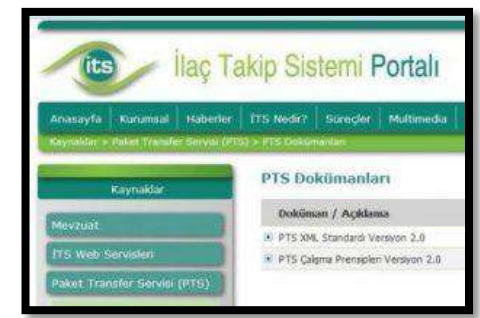 its
İlaç Takip Sistemi Portalı
Anasayfa Kurumsal Haberler İTS Nedir? Süreçler Multimedia
Kaynaklar » Paket Transfer Servisi (PTS) » PTS Dokümanları
Kaynaklar
Mevzuat
İTS Web Servisleri
Paket Transfer Servisi (PTS)
PTS Dokümanları
Doküman / Açıklama
PTS XML Standardı Versiyon 2.0
PTS Çalışma Prensipleri Versiyon 2.0